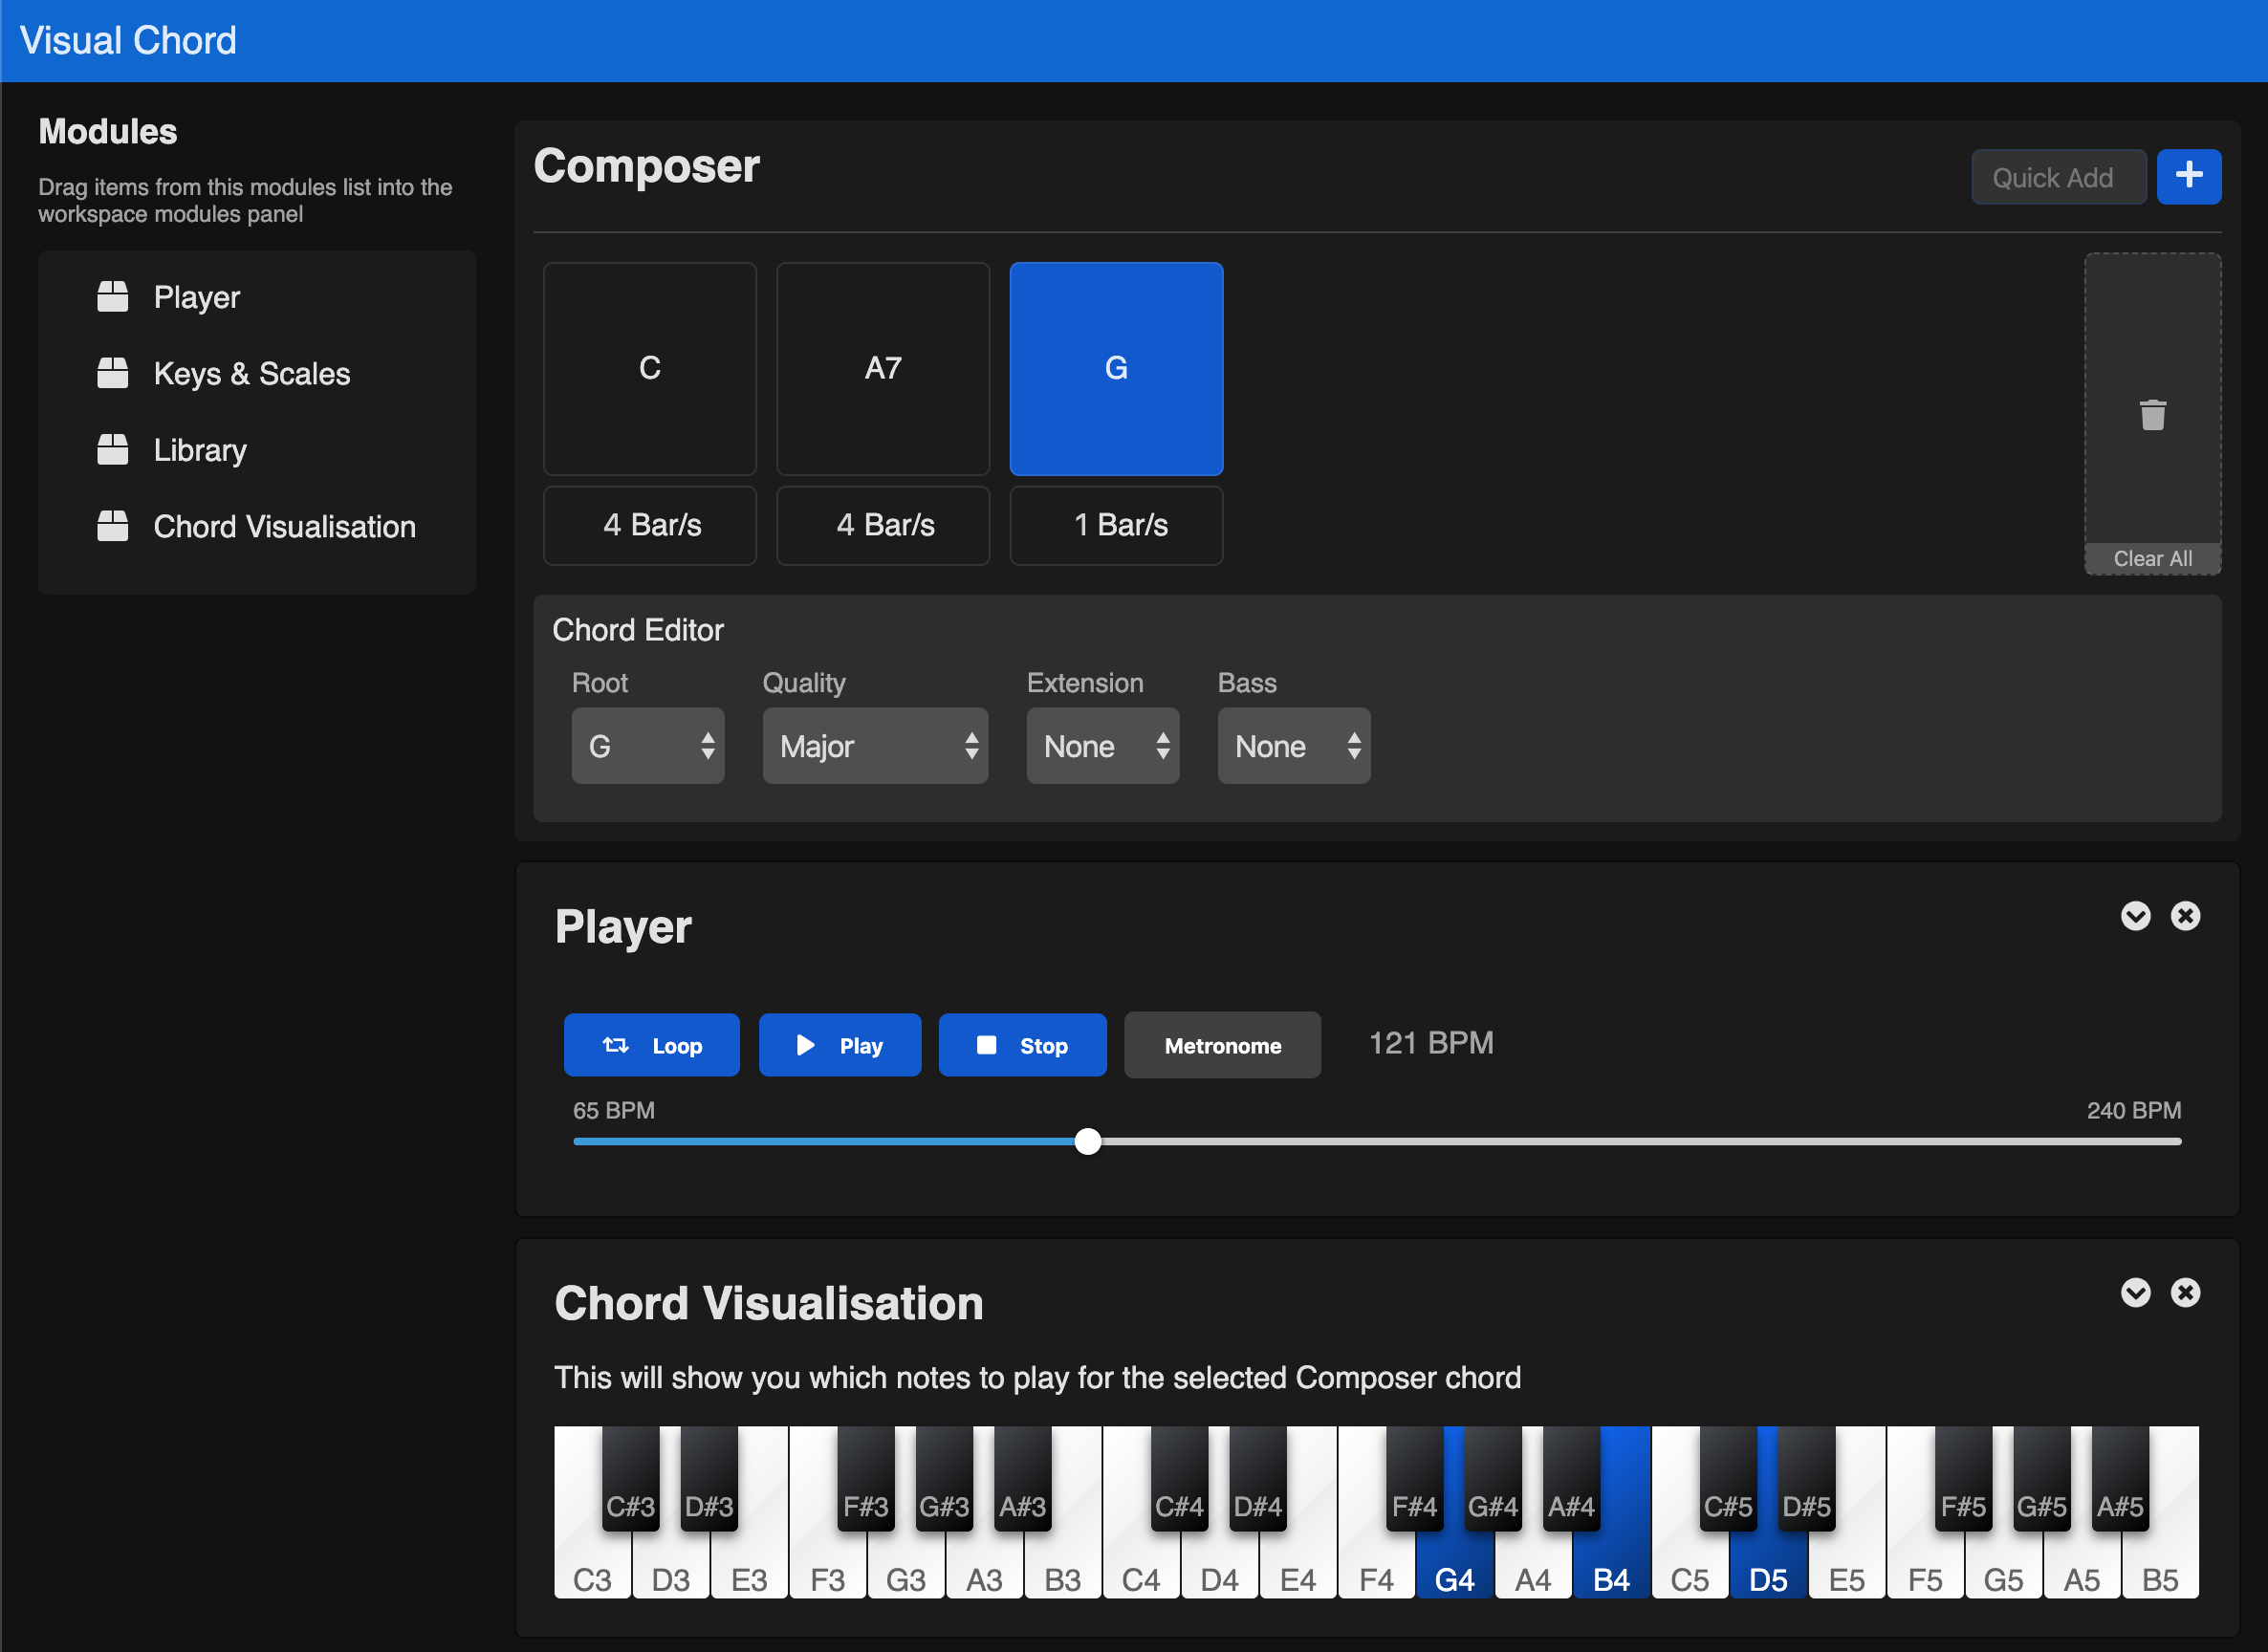 Visual Chord
Modules
Drag items from this modules list into the
workspace modules panel
Player
Keys & Scales
Library
Chord Visualisation
Composer
Quick Add
C
A7
G
4 Bar/s
4 Bar/s
1 Bar/s
Clear All
Chord Editor
Root
Quality
Extension
Bass
G
Major
None
None
Player
Loop
Play
Stop
Metronome
121 BPM
65 BPM
240 BPM
Chord Visualisation
This will show you which notes to play for the selected Composer chord
C#3 D#3 F#3 G#3 A#3 C#4 D#4 F#4 G#4 A#4 C#5 D#5 F#5 G#5 A#5
C3 D3 E3 F3 G3 A3 B3 C4 D4 E4 F4 G4 A4 B4 C5 D5 E5 F5 G5 A5 B5